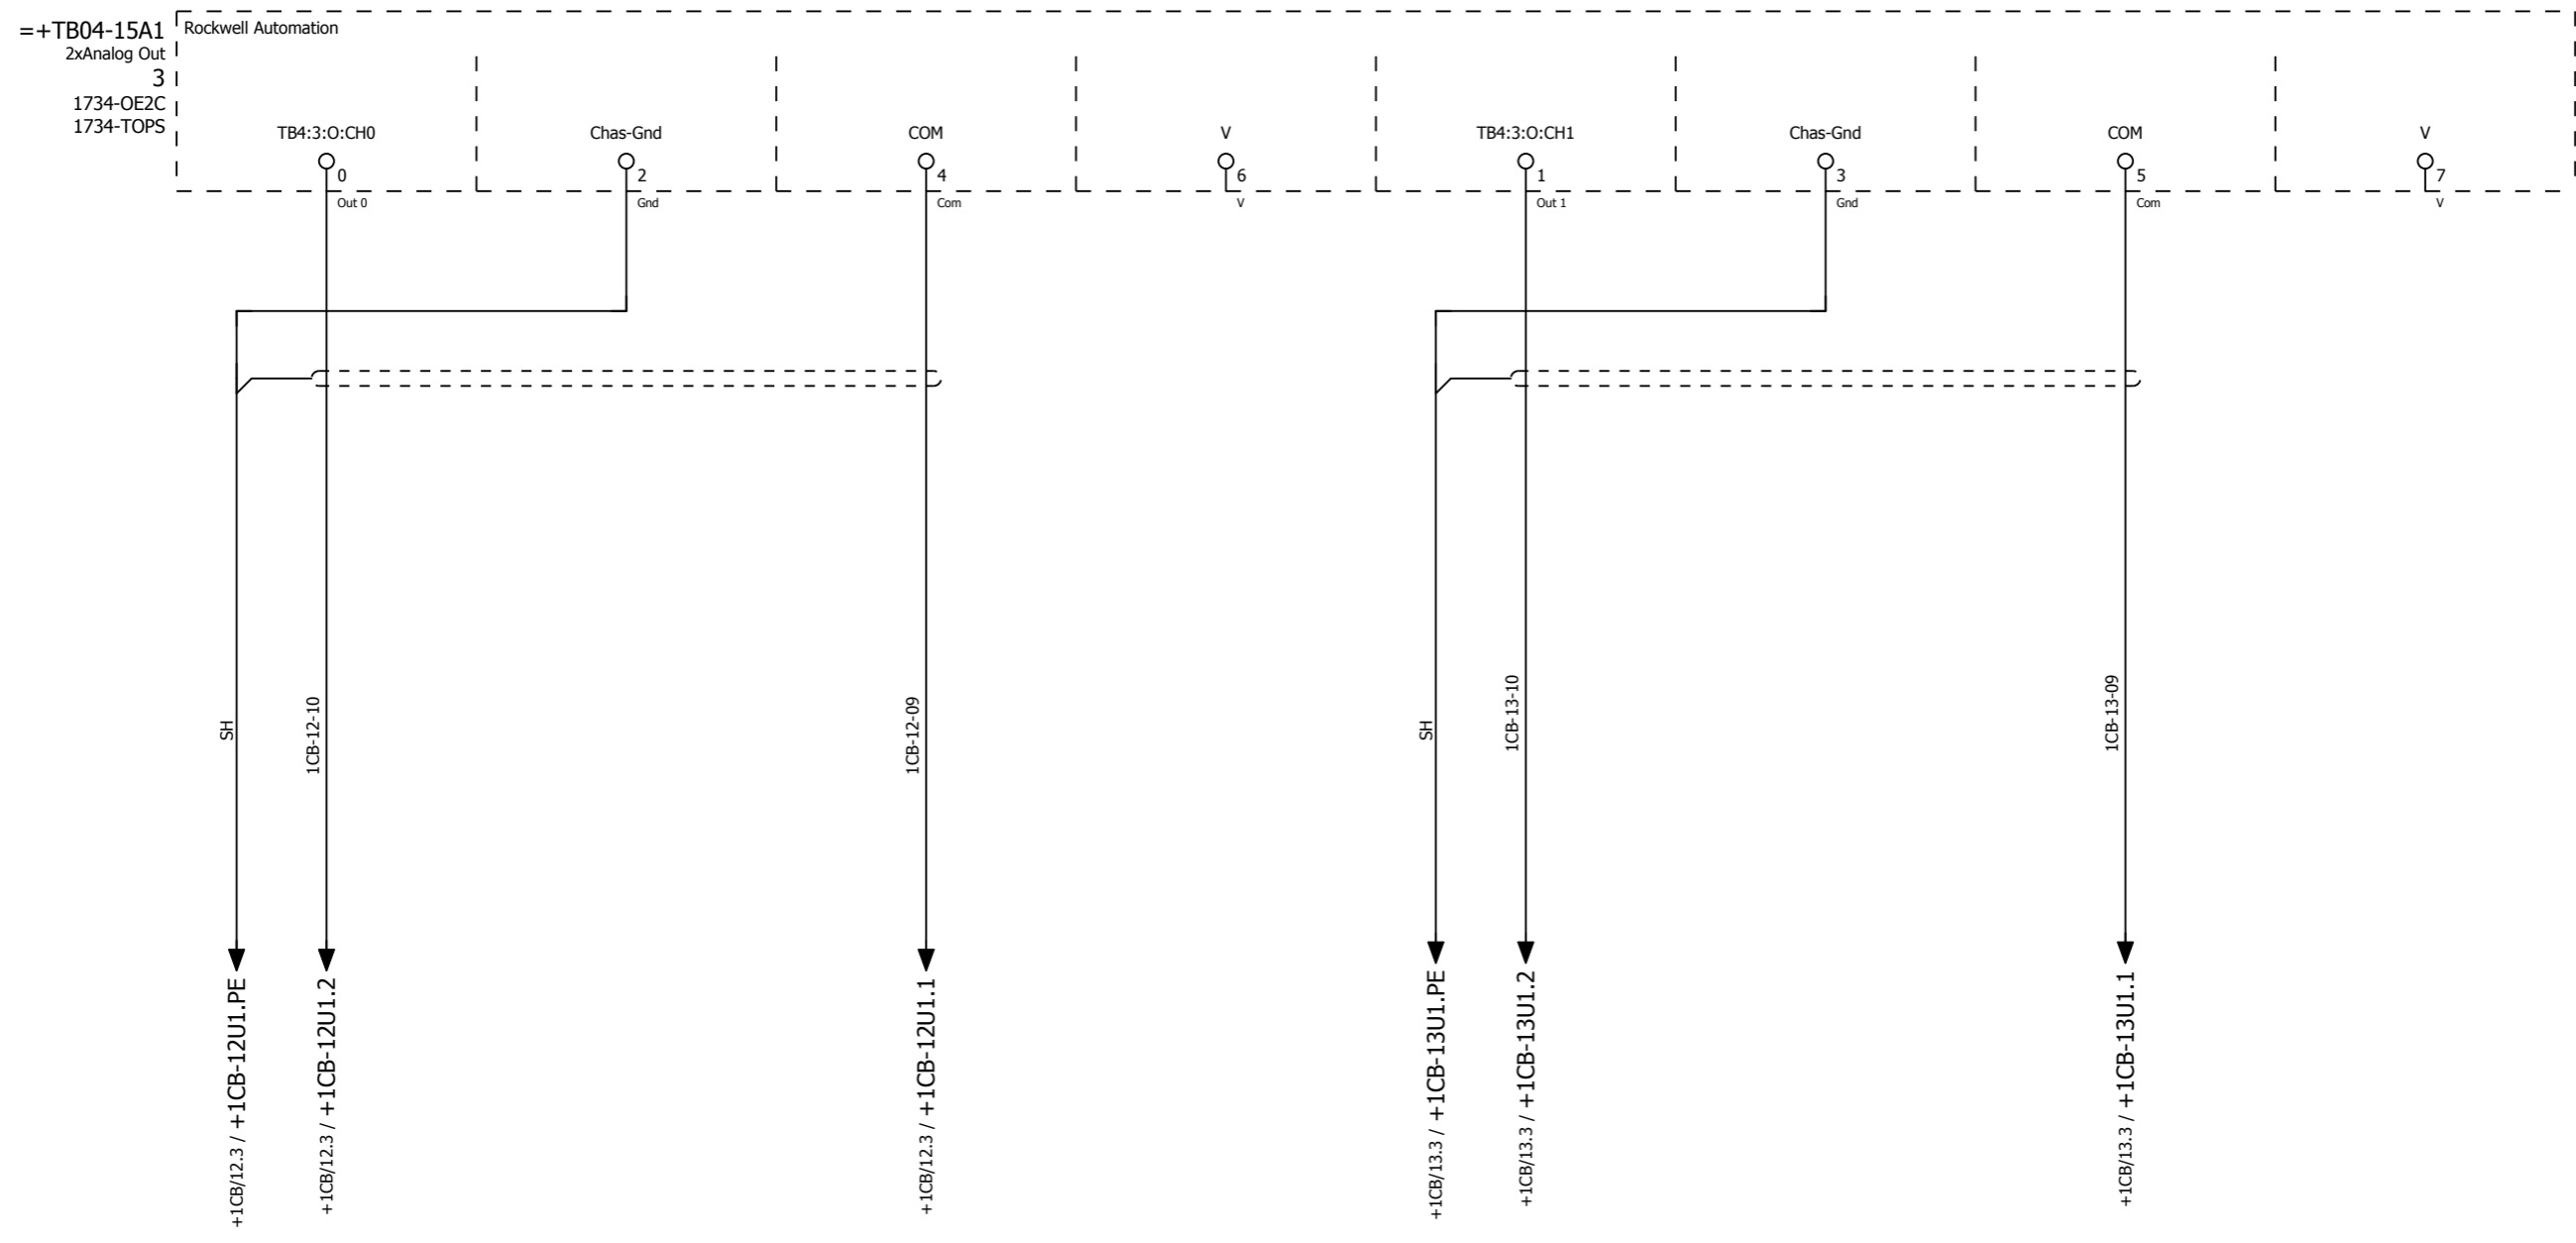 =+TB04-15A1
2xAnalog Out
3
1734-OE2C
1734-TOPS
Rockwell Automation
TB4:3:O:CH0
Chas-Gnd
COM
V
TB4:3:O:CH1
Chas-Gnd
COM
V
0
2
4
6
1
3
5
7
Out 0
Gnd
Com
V
Out 1
Gnd
Com
V
SH
1CB-12-10
1CB-12-09
SH
1CB-13-10
1CB-13-09
+1CB/12.3 / +1CB-12U1.PE
+1CB/12.3 / +1CB-12U1.2
+1CB/12.3 / +1CB-12U1.1
+1CB/13.3 / +1CB-13U1.PE
+1CB/13.3 / +1CB-13U1.2
+1CB/13.3 / +1CB-13U1.1